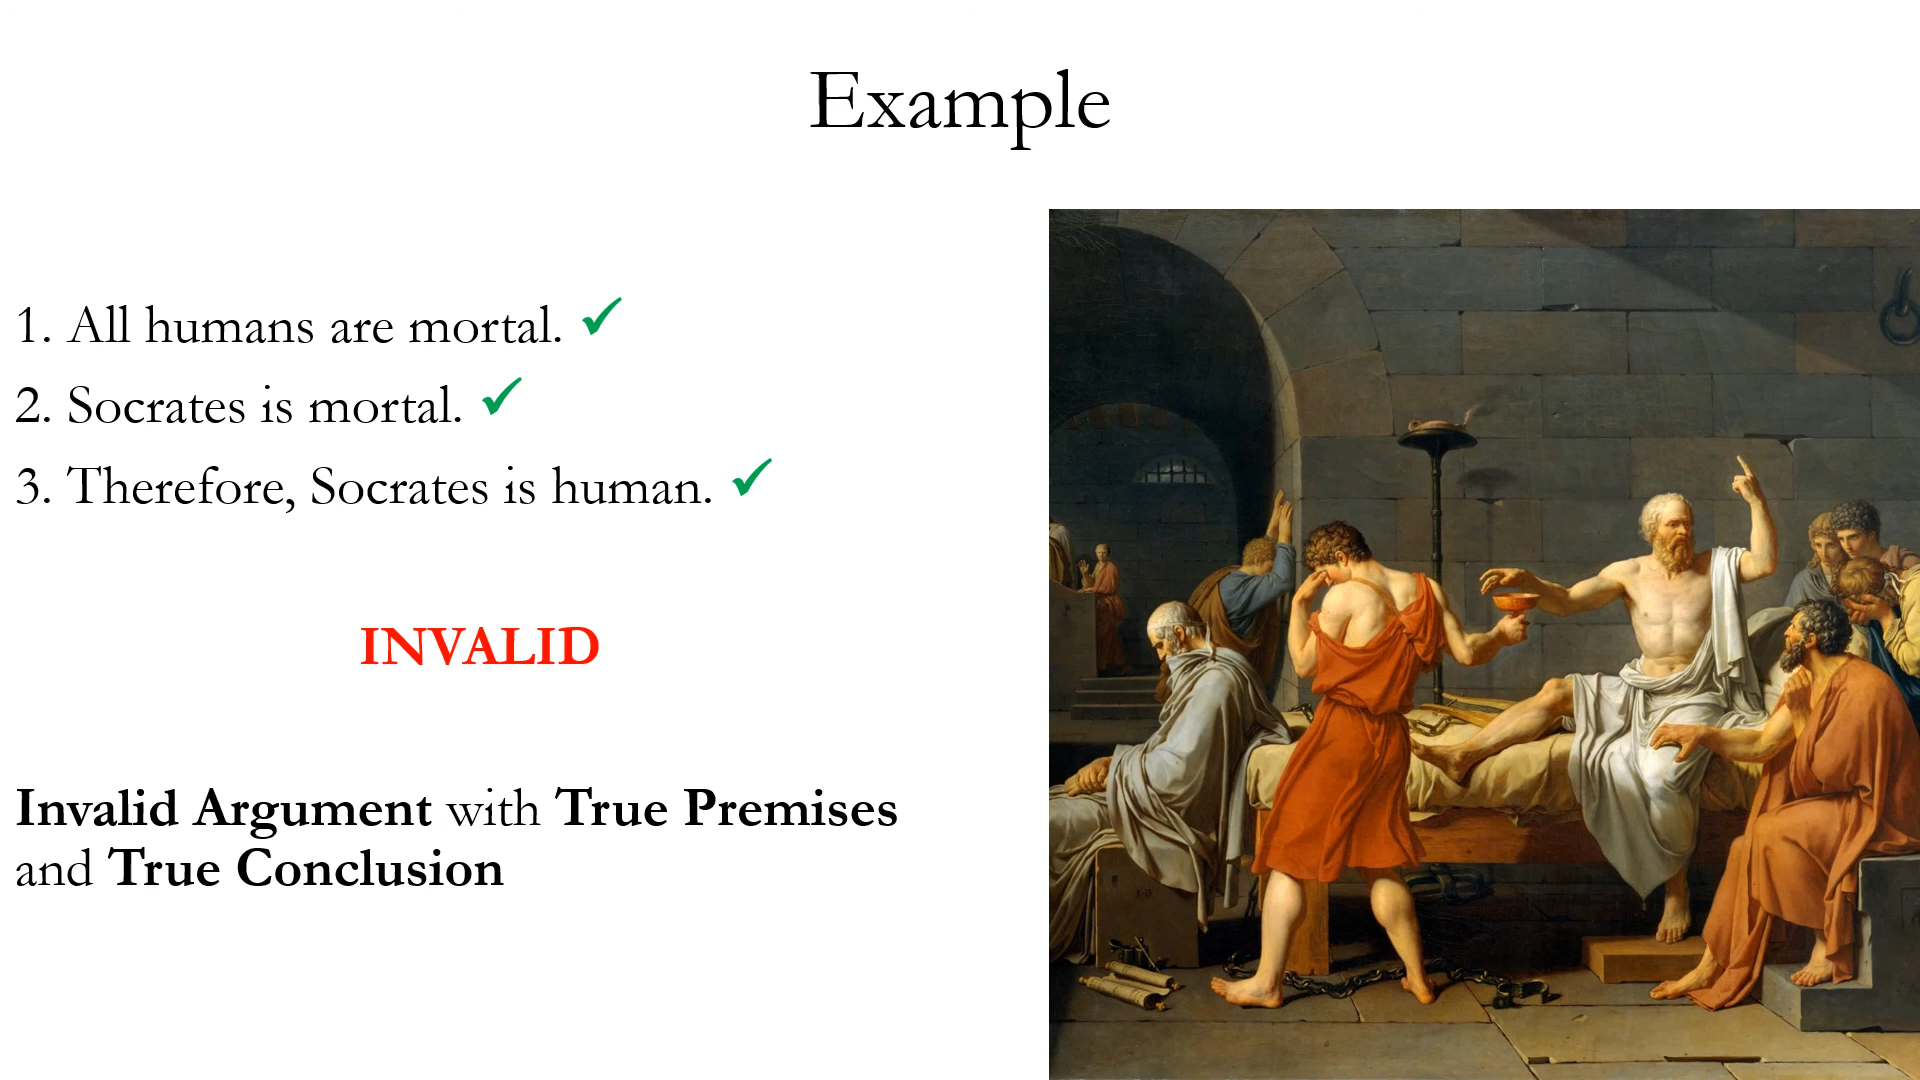 Example
1. All humans are mortal. ✓
2. Socrates is mortal. ✓
3. Therefore, Socrates is human. ✓
INVALID
Invalid Argument with True Premises
and True Conclusion